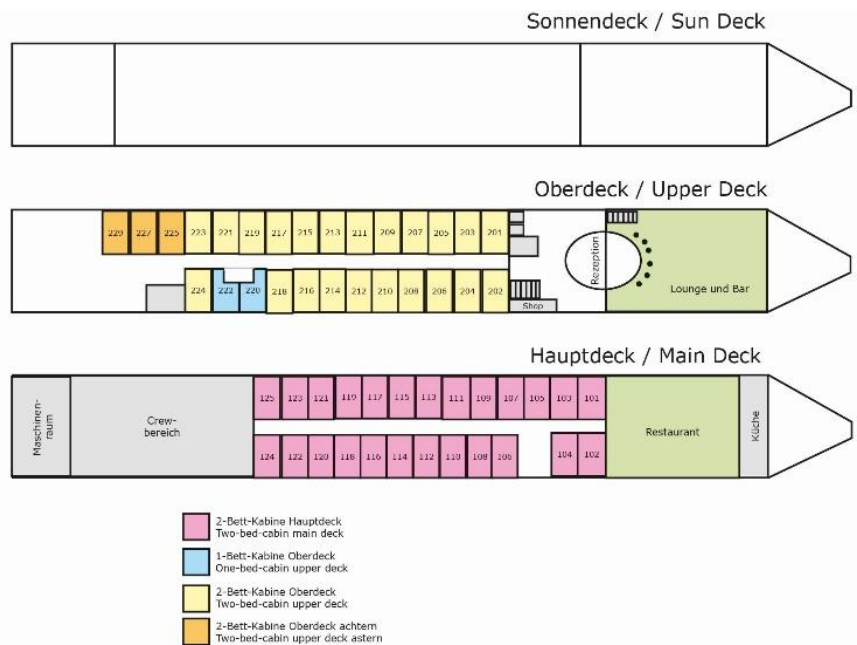 Sonnendeck / Sun Deck
Oberdeck / Upper Deck
229 227 225 223 221 219 217 215 213 211 209 207 205 203 201
224 222 220 218 216 214 212 210 208 206 204 202
Shop
Rezeption
Lounge und Bar
Hauptdeck / Main Deck
Maschinen-
raum
Crew-
bereich
125 123 121 119 117 115 113 111 109 107 105 103 101
124 122 120 118 116 114 112 110 108 106 104 102
Restaurant
Küche
2-Bett-Kabine Hauptdeck
Two-bed-cabin main deck
1-Bett-Kabine Oberdeck
One-bed-cabin upper deck
2-Bett-Kabine Oberdeck
Two-bed-cabin upper deck
2-Bett-Kabine Oberdeck achtern
Two-bed-cabin upper deck astern